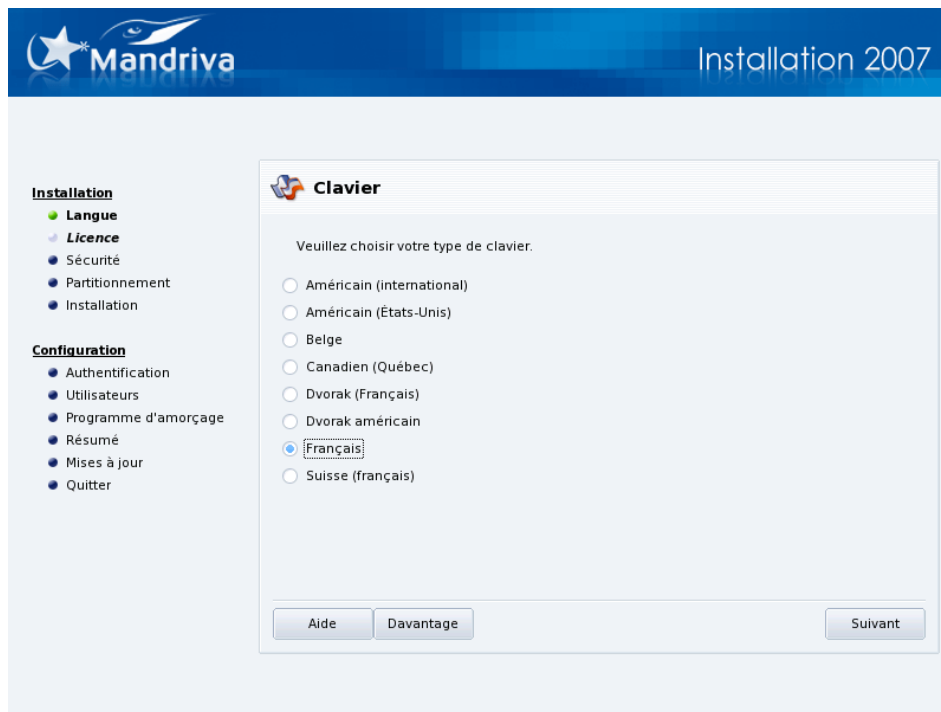 Mandriva
Installation 2007
Installation
Langue
Licence
Sécurité
Partitionnement
Installation
Configuration
Authentification
Utilisateurs
Programme d'amorçage
Résumé
Mises à jour
Quitter
Clavier
Veuillez choisir votre type de clavier.
Américain (international)
Américain (États-Unis)
Belge
Canadien (Québec)
Dvorak (Français)
Dvorak américain
Français
Suisse (français)
Aide
Davantage
Suivant